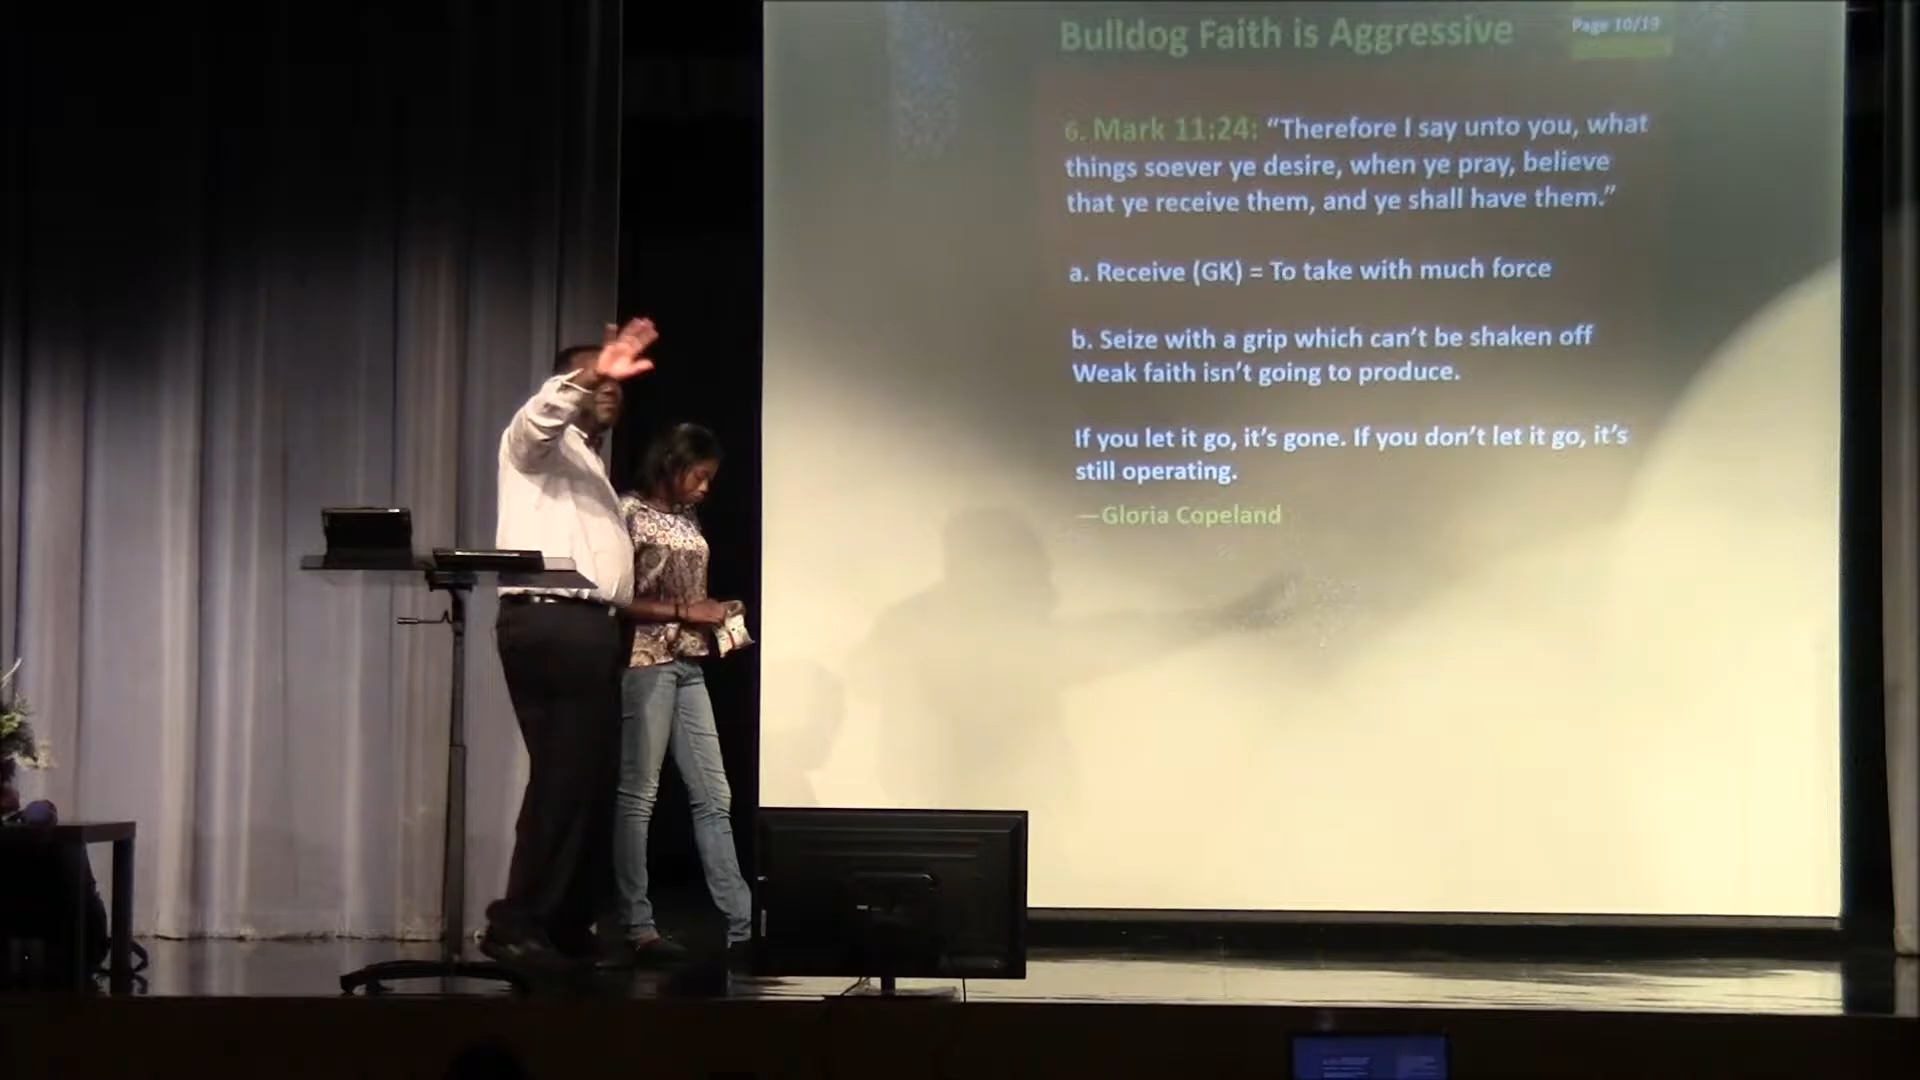 Bulldog Faith is Aggressive
Page 10/19
6. Mark 11:24: “Therefore I say unto you, what
things soever ye desire, when ye pray, believe
that ye receive them, and ye shall have them.”
a. Receive (GK) = To take with much force
b. Seize with a grip which can’t be shaken off
Weak faith isn’t going to produce.
If you let it go, it’s gone. If you don’t let it go, it’s
still operating.
—Gloria Copeland